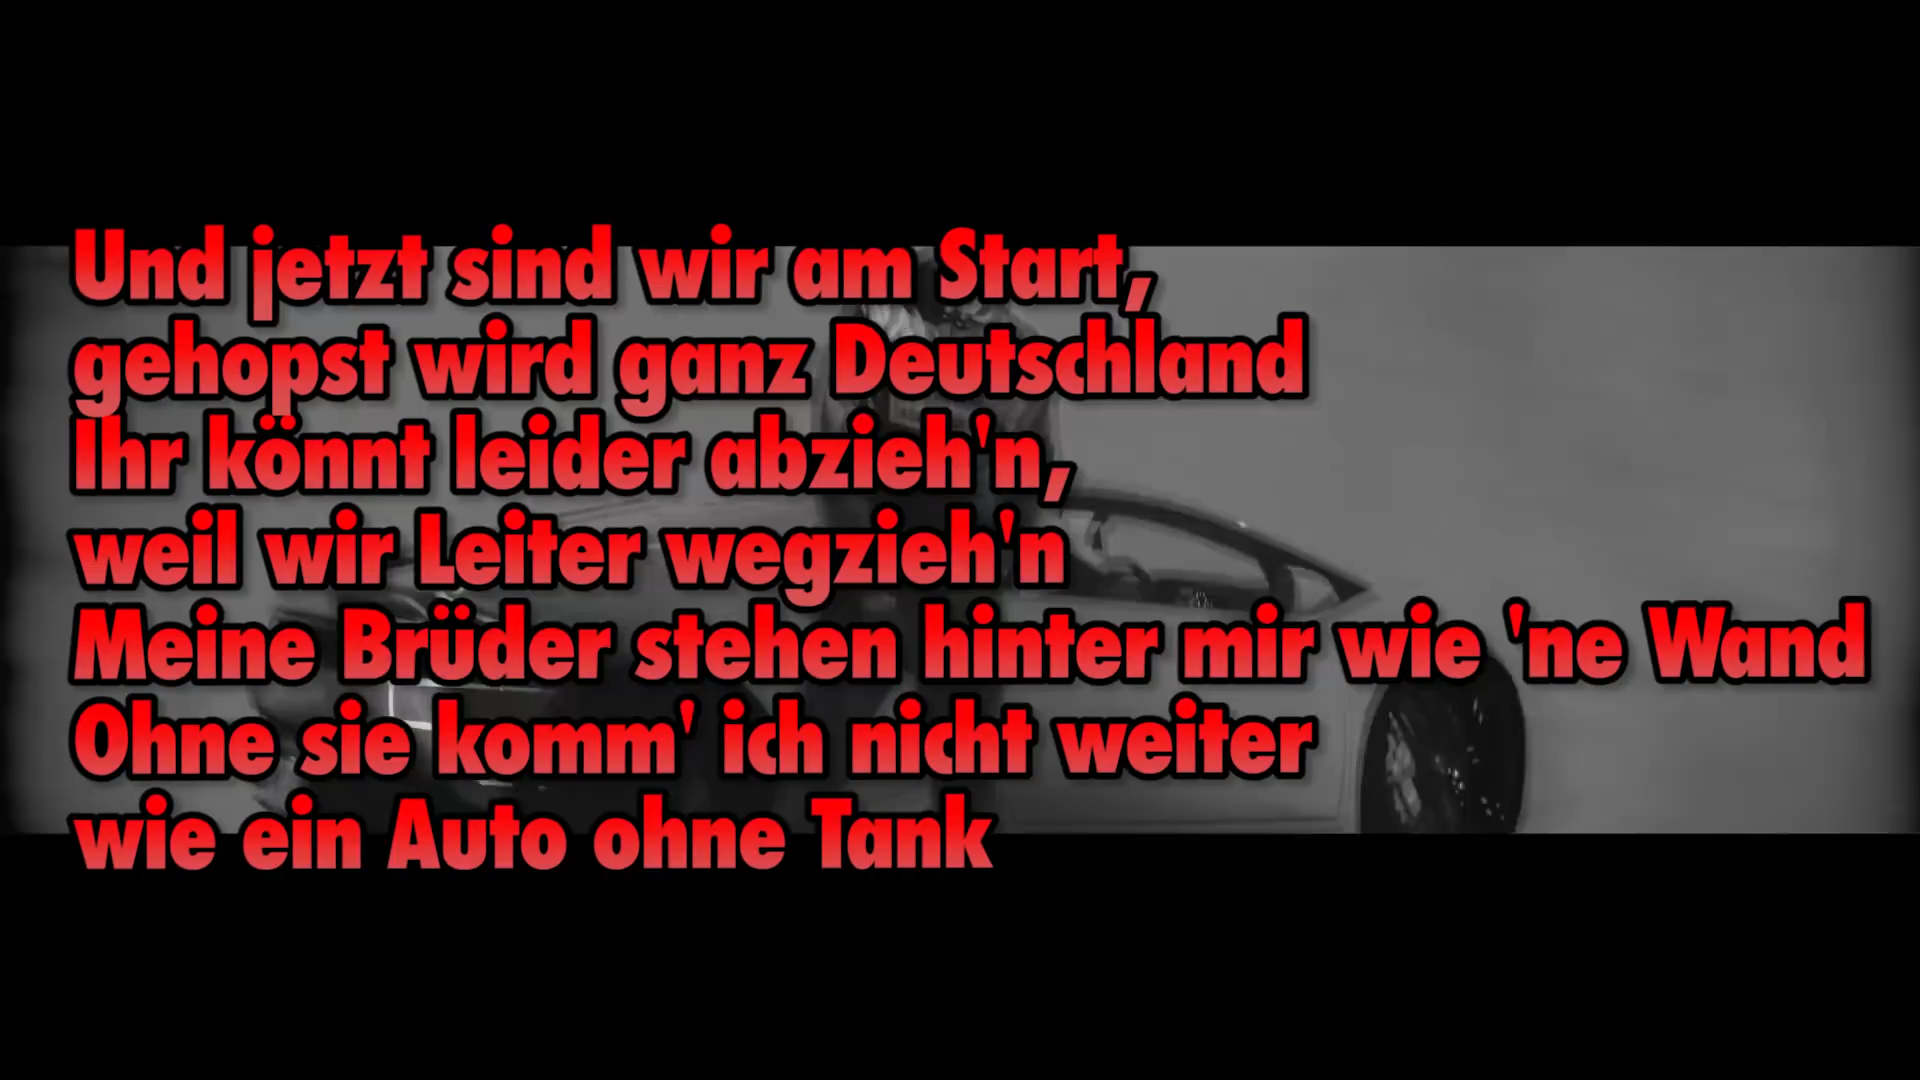 Und jetzt sind wir am Start,
gehopst wird ganz Deutschland
Ihr könnt leider abzieh'n,
weil wir Leiter wegzieh'n
Meine Brüder stehen hinter mir wie 'ne Wand
Ohne sie komm' ich nicht weiter
wie ein Auto ohne Tank